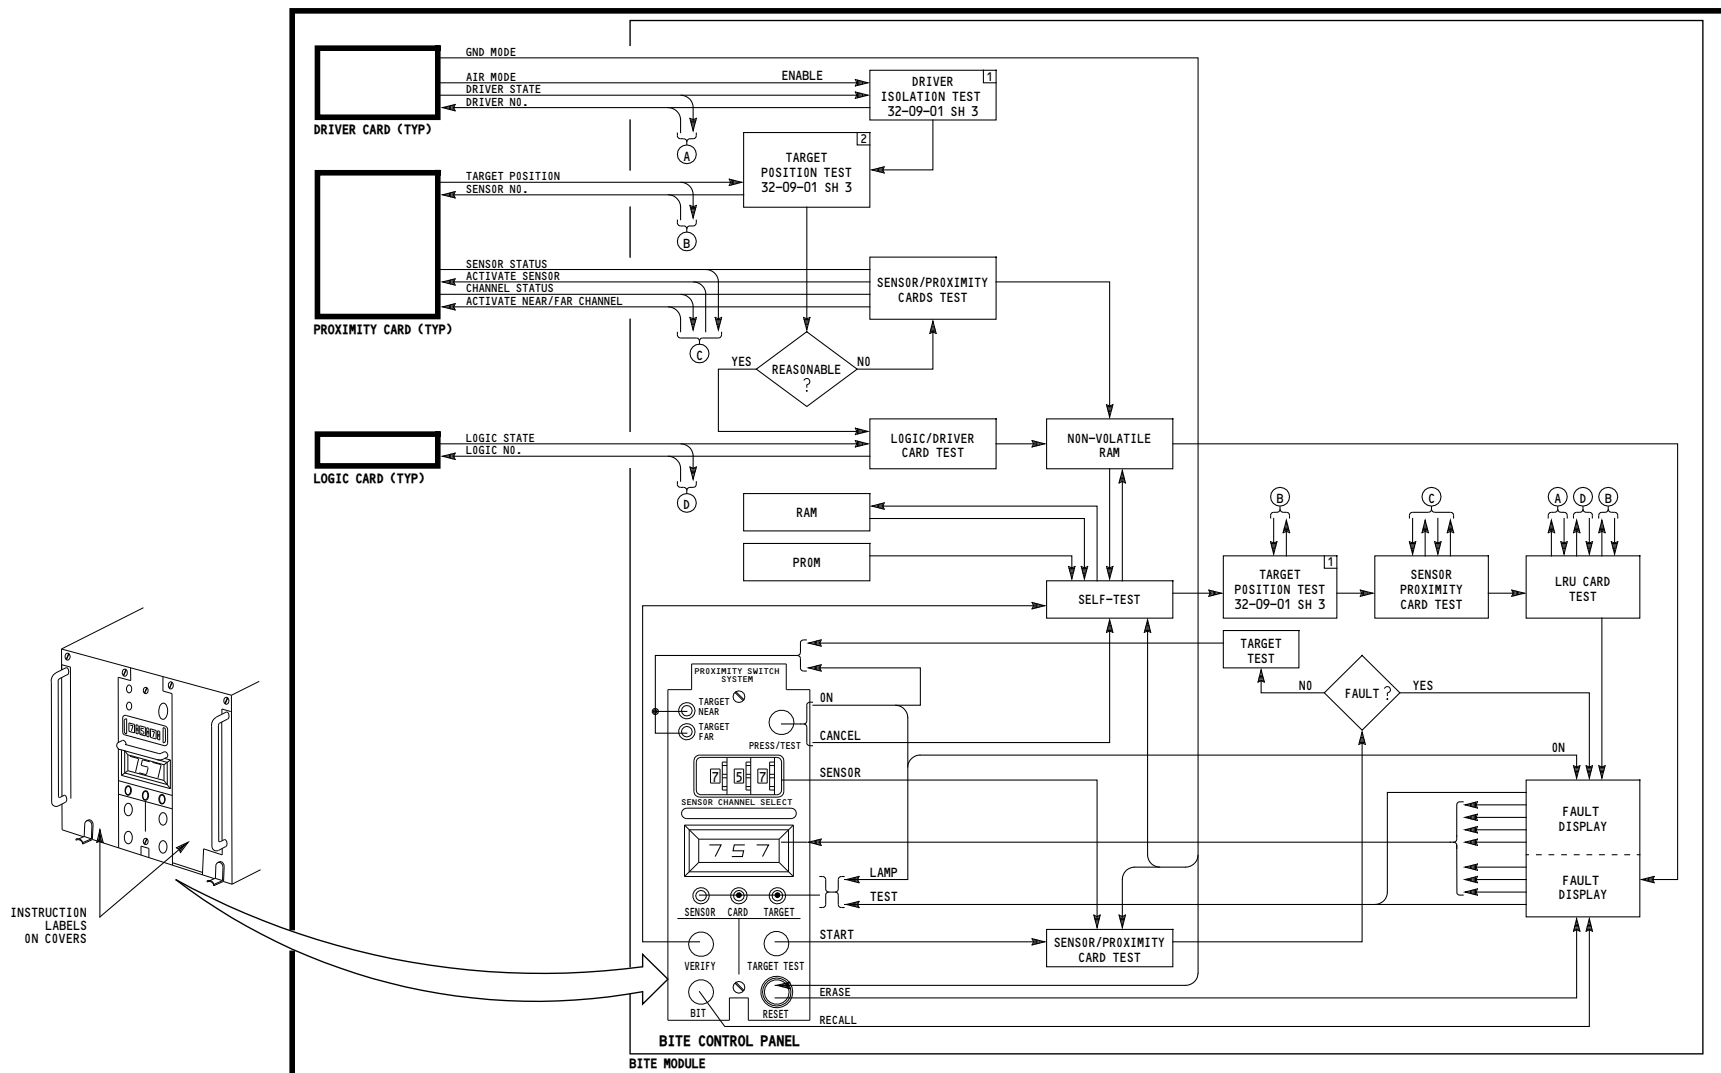 GND MODE
AIR MODE
ENABLE
DRIVER STATE
DRIVER NO.
DRIVER CARD (TYP)
DRIVER
ISOLATION TEST
32-09-01 SH 3
1
A
TARGET
POSITION TEST
32-09-01 SH 3
2
TARGET POSITION
SENSOR NO.
B
SENSOR STATUS
ACTIVATE SENSOR
CHANNEL STATUS
ACTIVATE NEAR/FAR CHANNEL
PROXIMITY CARD (TYP)
C
SENSOR/PROXIMITY
CARDS TEST
YES
REASONABLE
?
NO
LOGIC STATE
LOGIC NO.
LOGIC CARD (TYP)
D
LOGIC/DRIVER
CARD TEST
NON-VOLATILE
RAM
RAM
PROM
SELF-TEST
B
C
A
D
B
TARGET
POSITION TEST
32-09-01 SH 3
1
SENSOR
PROXIMITY
CARD TEST
LRU CARD
TEST
TARGET
TEST
NO
FAULT ?
YES
PROXIMITY SWITCH
SYSTEM
TARGET
NEAR
TARGET
FAR
PRESS/TEST
ON
CANCEL
7 5 7
SENSOR
SENSOR CHANNEL SELECT
757
ON
FAULT
DISPLAY
FAULT
DISPLAY
LAMP
TEST
SENSOR
CARD
TARGET
START
VERIFY
TARGET TEST
SENSOR/PROXIMITY
CARD TEST
BIT
RESET
ERASE
RECALL
BITE CONTROL PANEL
BITE MODULE
757
INSTRUCTION
LABELS
ON COVERS